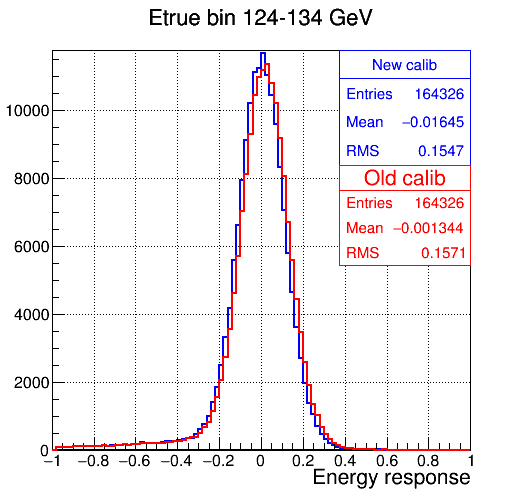 Etrue bin 124-134 GeV
New calib
Entries 164326
Mean −0.01645
RMS 0.1547
Old calib
Entries 164326
Mean −0.001344
RMS 0.1571
10000
8000
6000
4000
2000
0
−1 −0.8 −0.6 −0.4 −0.2 0 0.2 0.4 0.6 0.8 1
Energy response